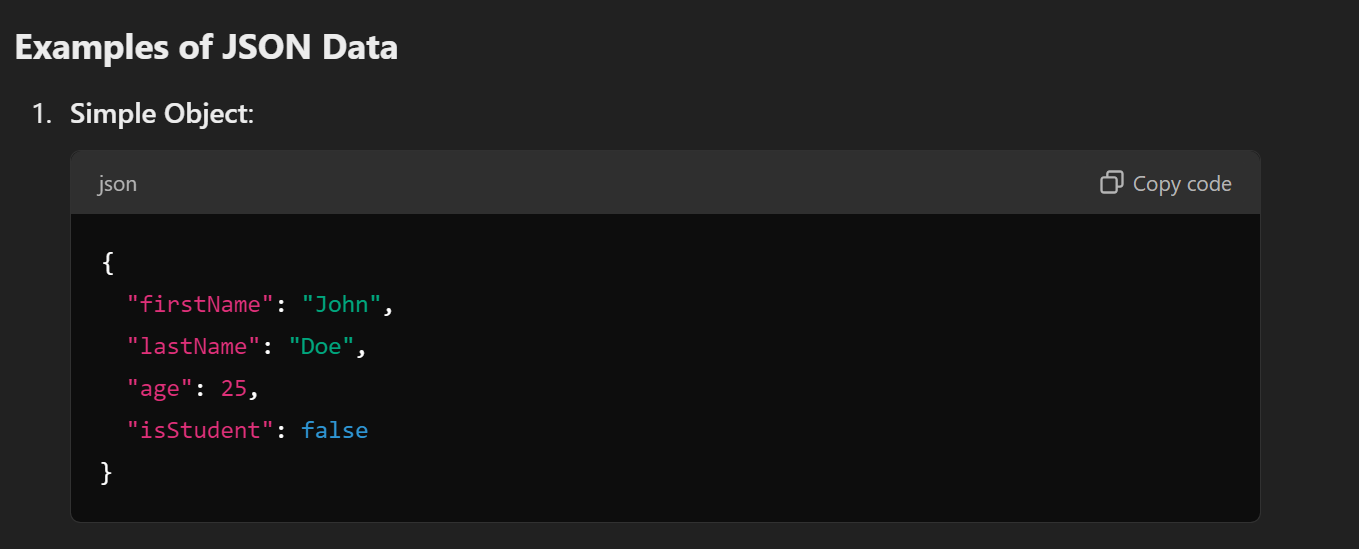 Examples of JSON Data
1. Simple Object:
json
Copy code
{
"firstName": "John",
"lastName": "Doe",
"age": 25,
"isStudent": false
}